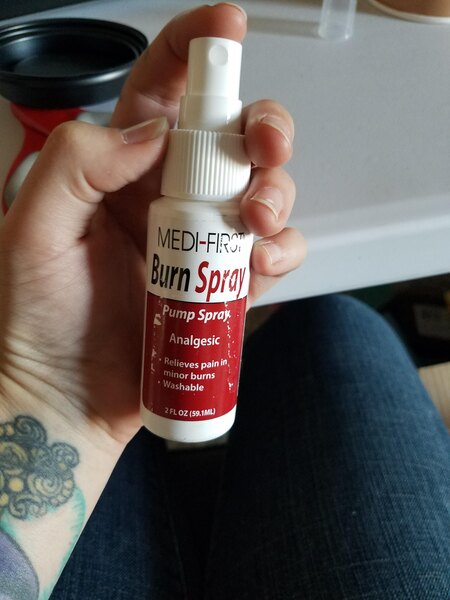 MEDI-FIRST
Burn Spray
Pump Spray
Analgesic
• Relieves pain in
minor burns
• Washable
2 FL OZ (59.1ML)